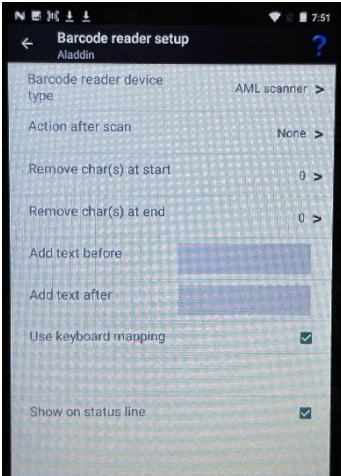 7:51
Barcode reader setup
Aladdin
?
Barcode reader device
type
AML scanner >
Action after scan
None >
Remove char(s) at start
0 >
Remove char(s) at end
0 >
Add text before
Add text after
Use keyboard mapping
Show on status line